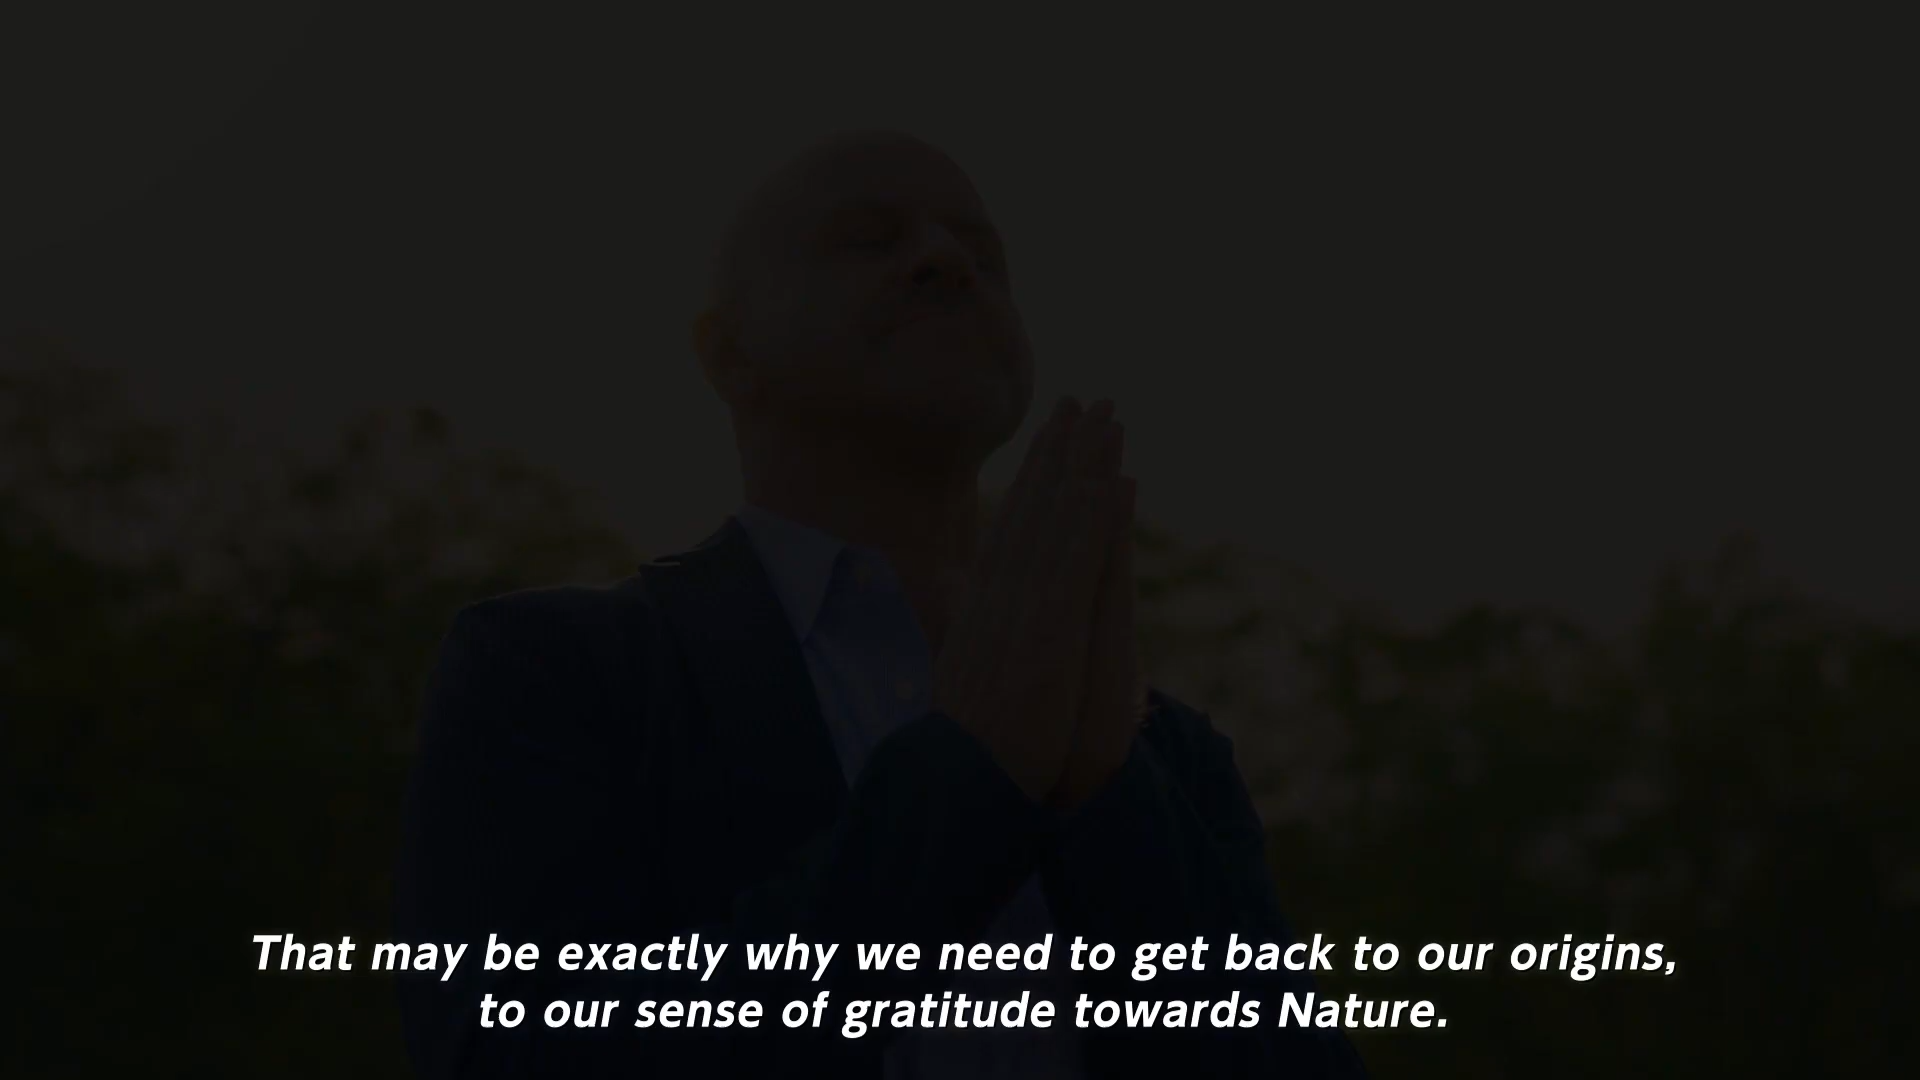 That may be exactly why we need to get back to our origins,
to our sense of gratitude towards Nature.